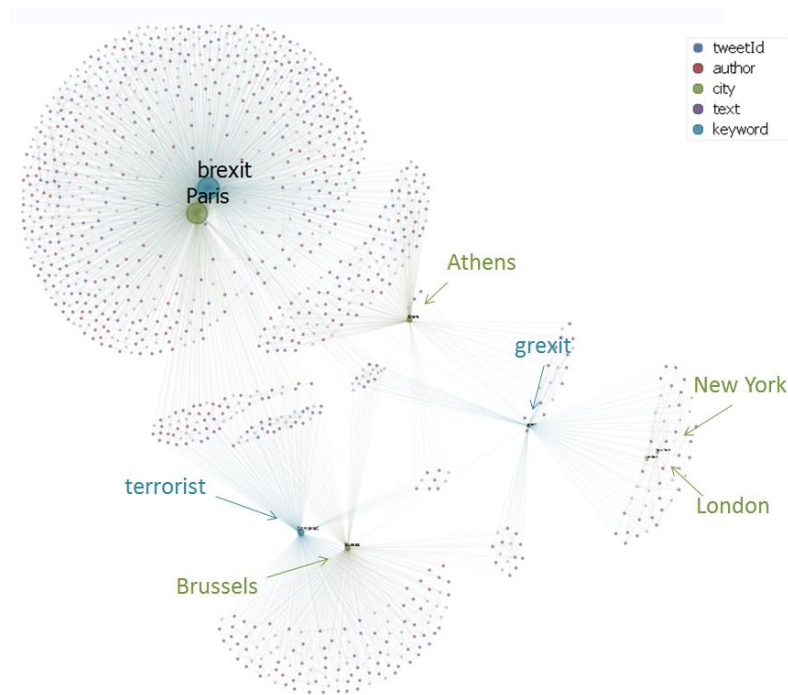 tweetId
author
city
text
keyword
brexit
Paris
Athens
grexit
New York
terrorist
London
Brussels